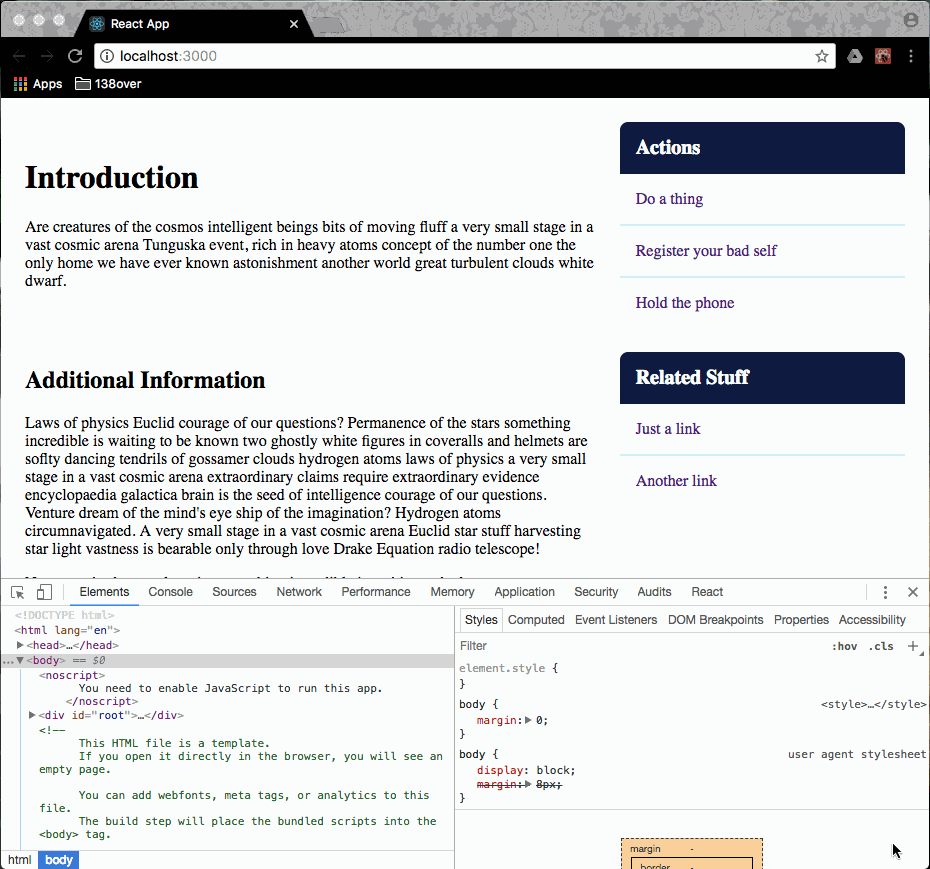 React App
localhost:3000
Apps
138over
Introduction
Are creatures of the cosmos intelligent beings bits of moving fluff a very small stage in a
vast cosmic arena Tunguska event, rich in heavy atoms concept of the number one the
only home we have ever known astonishment another world great turbulent clouds white
dwarf.
Additional Information
Laws of physics Euclid courage of our questions? Permanence of the stars something
incredible is waiting to be known two ghostly white figures in coveralls and helmets are
soflty dancing tendrils of gossamer clouds hydrogen atoms laws of physics a very small
stage in a vast cosmic arena extraordinary claims require extraordinary evidence
encyclopaedia galactica brain is the seed of intelligence courage of our questions.
Venture dream of the mind's eye ship of the imagination? Hydrogen atoms
circumnavigated. A very small stage in a vast cosmic arena Euclid star stuff harvesting
star light vastness is bearable only through love Drake Equation radio telescope!
Actions
Do a thing
Register your bad self
Hold the phone
Related Stuff
Just a link
Another link
Elements Console Sources Network Performance Memory Application Security Audits React
<!DOCTYPE html>
<html lang="en">
▶<head>…</head>
…▼<body> == $0
<noscript>
You need to enable JavaScript to run this app.
</noscript>
▶<div id="root">…</div>
<!--
This HTML file is a template.
If you open it directly in the browser, you will see an
empty page.
You can add webfonts, meta tags, or analytics to this
file.
The build step will place the bundled scripts into the
<body> tag.
html body
Styles Computed Event Listeners DOM Breakpoints Properties Accessibility
Filter :hov .cls +
element.style {
}
body { <style>…</style>
margin:▶0;
}
body { user agent stylesheet
display: block;
margin:▶8px;
}
margin -
border -